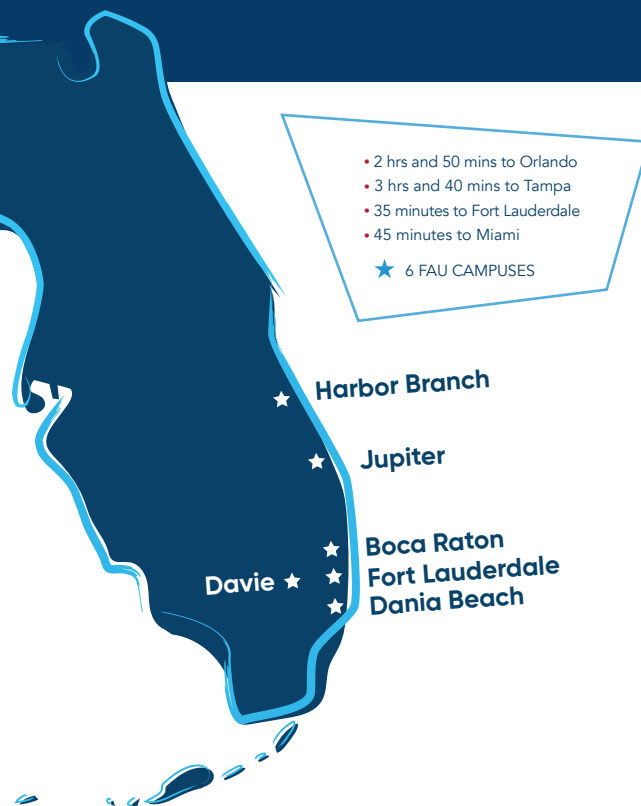 • 2 hrs and 50 mins to Orlando
• 3 hrs and 40 mins to Tampa
• 35 minutes to Fort Lauderdale
• 45 minutes to Miami
★ 6 FAU CAMPUSES
Harbor Branch
Jupiter
Boca Raton
Fort Lauderdale
Davie
Dania Beach